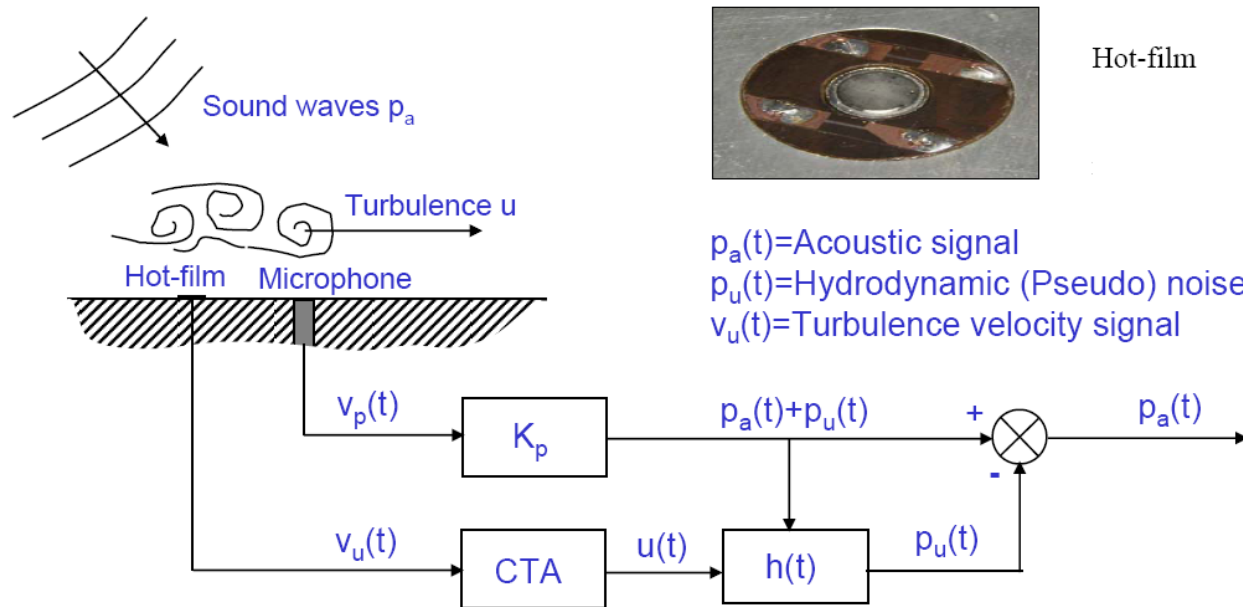 Hot-film
Sound waves pₐ
Turbulence u
Hot-film
Microphone
pₐ(t)=Acoustic signal
pᵤ(t)=Hydrodynamic (Pseudo) noise
vᵤ(t)=Turbulence velocity signal
vₚ(t)
Kₚ
pₐ(t)+pᵤ(t)
+
pₐ(t)
-
vᵤ(t)
CTA
u(t)
h(t)
pᵤ(t)